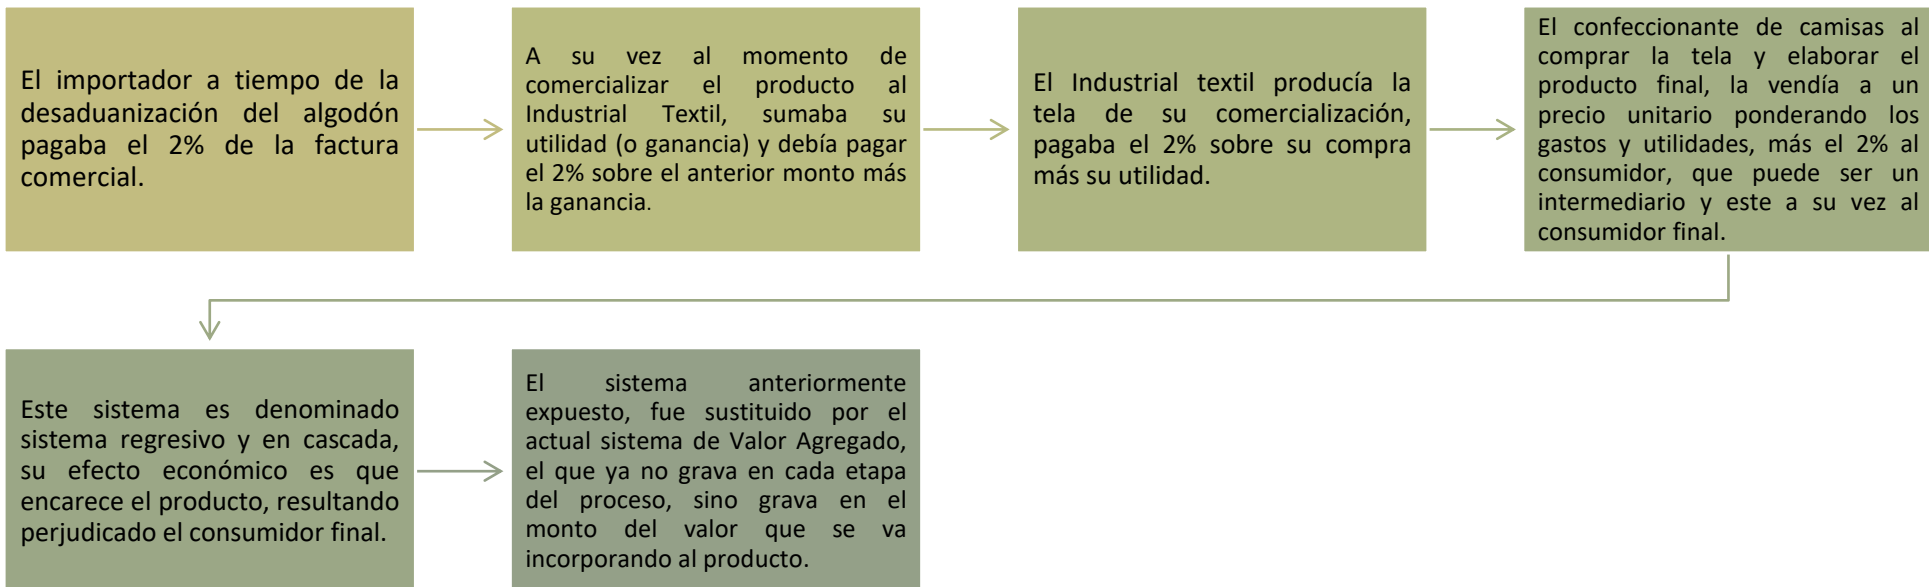 El importador a tiempo de la
desaduanización del algodón
pagaba el 2% de la factura
comercial.
A su vez al momento de
comercializar el producto al
Industrial Textil, sumaba su
utilidad (o ganancia) y debía pagar
el 2% sobre el anterior monto más
la ganancia.
El Industrial textil producía la
tela de su comercialización,
pagaba el 2% sobre su compra
más su utilidad.
El confeccionante de camisas al
comprar la tela y elaborar el
producto final, la vendía a un
precio unitario ponderando los
gastos y utilidades, más el 2% al
consumidor, que puede ser un
intermediario y este a su vez al
consumidor final.
Este sistema es denominado
sistema regresivo y en cascada,
su efecto económico es que
encarece el producto, resultando
perjudicado el consumidor final.
El sistema anteriormente
expuesto, fue sustituido por el
actual sistema de Valor Agregado,
el que ya no grava en cada etapa
del proceso, sino grava en el
monto del valor que se va
incorporando al producto.